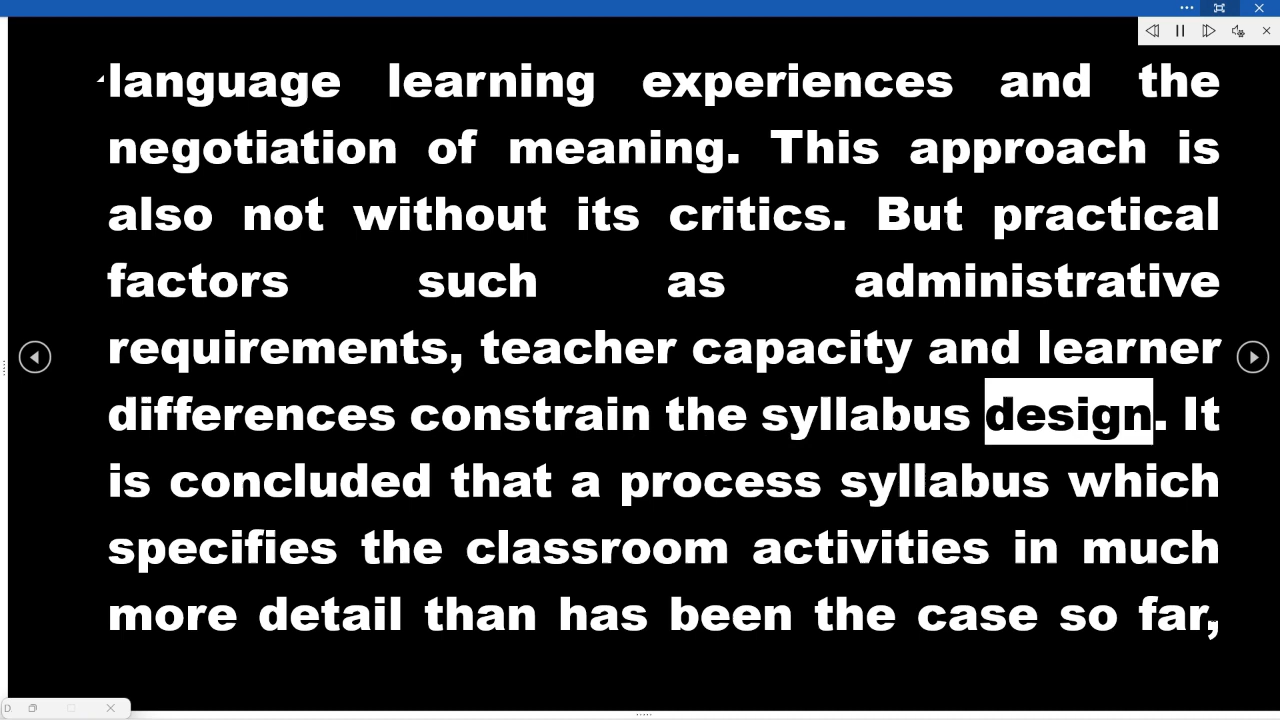 language learning experiences and the
negotiation of meaning. This approach is
also not without its critics. But practical
factors such as administrative
requirements, teacher capacity and learner
differences constrain the syllabus design. It
is concluded that a process syllabus which
specifies the classroom activities in much
more detail than has been the case so far,
D